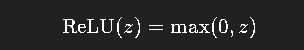 ReLU(z) = max(0, z)